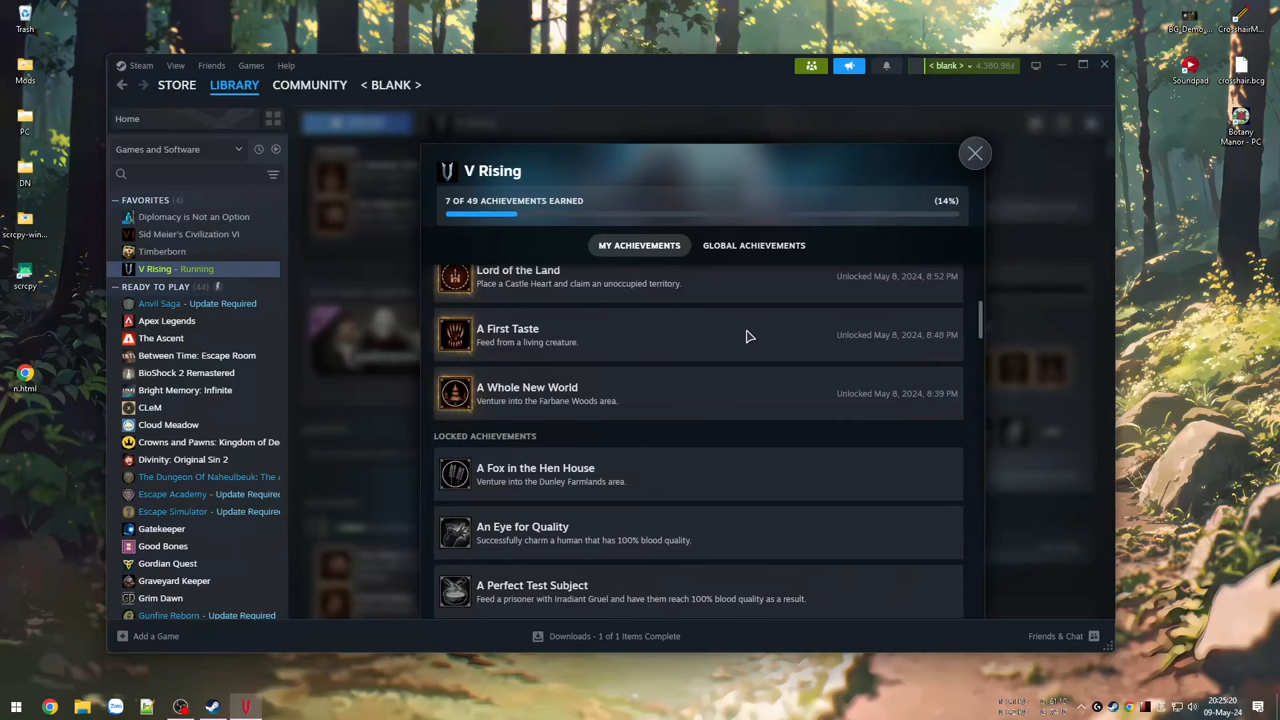 Trash
Mods
PC
DN
scrcpy-win...
scrcpy
n.html
BG_Demo_...
CrosshairM...
Soundpad
crosshair.bcg
Botany
Manor - PC
Steam View Friends Games Help
< blank > 4.380,98₫
STORE LIBRARY COMMUNITY < BLANK >
Home
Games and Software
FAVORITES (4)
Diplomacy is Not an Option
Sid Meier's Civilization VI
Timberborn
V Rising - Running
READY TO PLAY (44)
Anvil Saga - Update Required
Apex Legends
The Ascent
Between Time: Escape Room
BioShock 2 Remastered
Bright Memory: Infinite
CLeM
Cloud Meadow
Crowns and Pawns: Kingdom of De
Divinity: Original Sin 2
The Dungeon Of Naheulbeuk: The A
Escape Academy - Update Required
Escape Simulator - Update Required
Gatekeeper
Good Bones
Gordian Quest
Graveyard Keeper
Grim Dawn
Gunfire Reborn - Update Required
V Rising
7 OF 49 ACHIEVEMENTS EARNED (14%)
MY ACHIEVEMENTS GLOBAL ACHIEVEMENTS
Lord of the Land
Place a Castle Heart and claim an unoccupied territory.
Unlocked May 8, 2024, 8:52 PM
A First Taste
Feed from a living creature.
Unlocked May 8, 2024, 8:48 PM
A Whole New World
Venture into the Farbane Woods area.
Unlocked May 8, 2024, 8:39 PM
LOCKED ACHIEVEMENTS
A Fox in the Hen House
Venture into the Dunley Farmlands area.
An Eye for Quality
Successfully charm a human that has 100% blood quality.
A Perfect Test Subject
Feed a prisoner with Irradiant Gruel and have them reach 100% blood quality as a result.
Add a Game
Downloads - 1 of 1 Items Complete
Friends & Chat
20:25:20
09-May-24